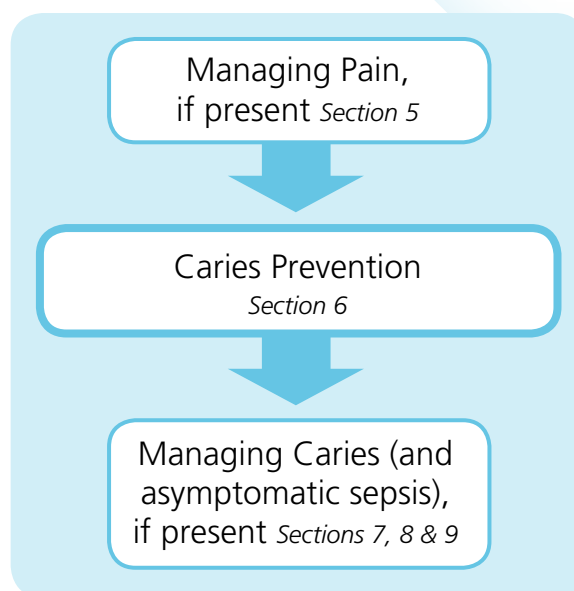 Managing Pain,
if present Section 5
Caries Prevention
Section 6
Managing Caries (and
asymptomatic sepsis),
if present Sections 7, 8 & 9